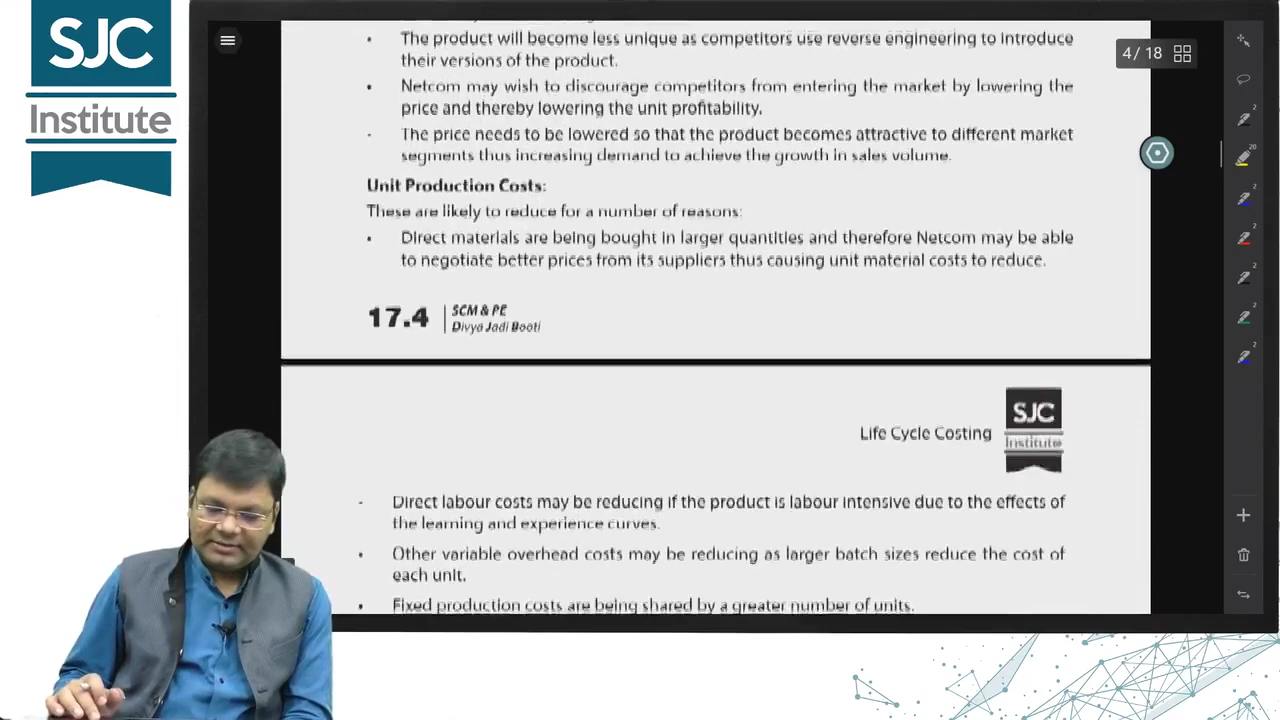 SJC
Institute
4 / 18
The product will become less unique as competitors use reverse engineering to introduce
their versions of the product.
Netcom may wish to discourage competitors from entering the market by lowering the
price and thereby lowering the unit profitability.
The price needs to be lowered so that the product becomes attractive to different market
segments thus increasing demand to achieve the growth in sales volume.
Unit Production Costs:
These are likely to reduce for a number of reasons:
Direct materials are being bought in larger quantities and therefore Netcom may be able
to negotiate better prices from its suppliers thus causing unit material costs to reduce.
17.4
SCM & PE
Divya Jadi Booti
Life Cycle Costing
SJC
Institute
Direct labour costs may be reducing if the product is labour intensive due to the effects of
the learning and experience curves.
Other variable overhead costs may be reducing as larger batch sizes reduce the cost of
each unit.
Fixed production costs are being shared by a greater number of units.
2
20
2
2
2
2
2